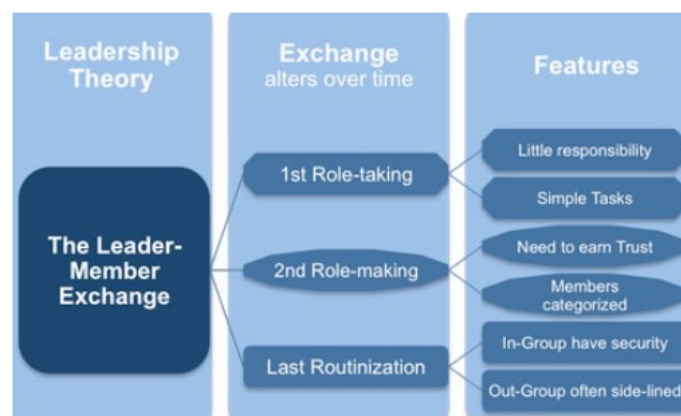 Leadership
Theory
Exchange
alters over time
Features
The Leader-
Member
Exchange
1st Role-taking
Little responsibility
Simple Tasks
2nd Role-making
Need to earn Trust
Members
categorized
Last Routinization
In-Group have security
Out-Group often side-lined